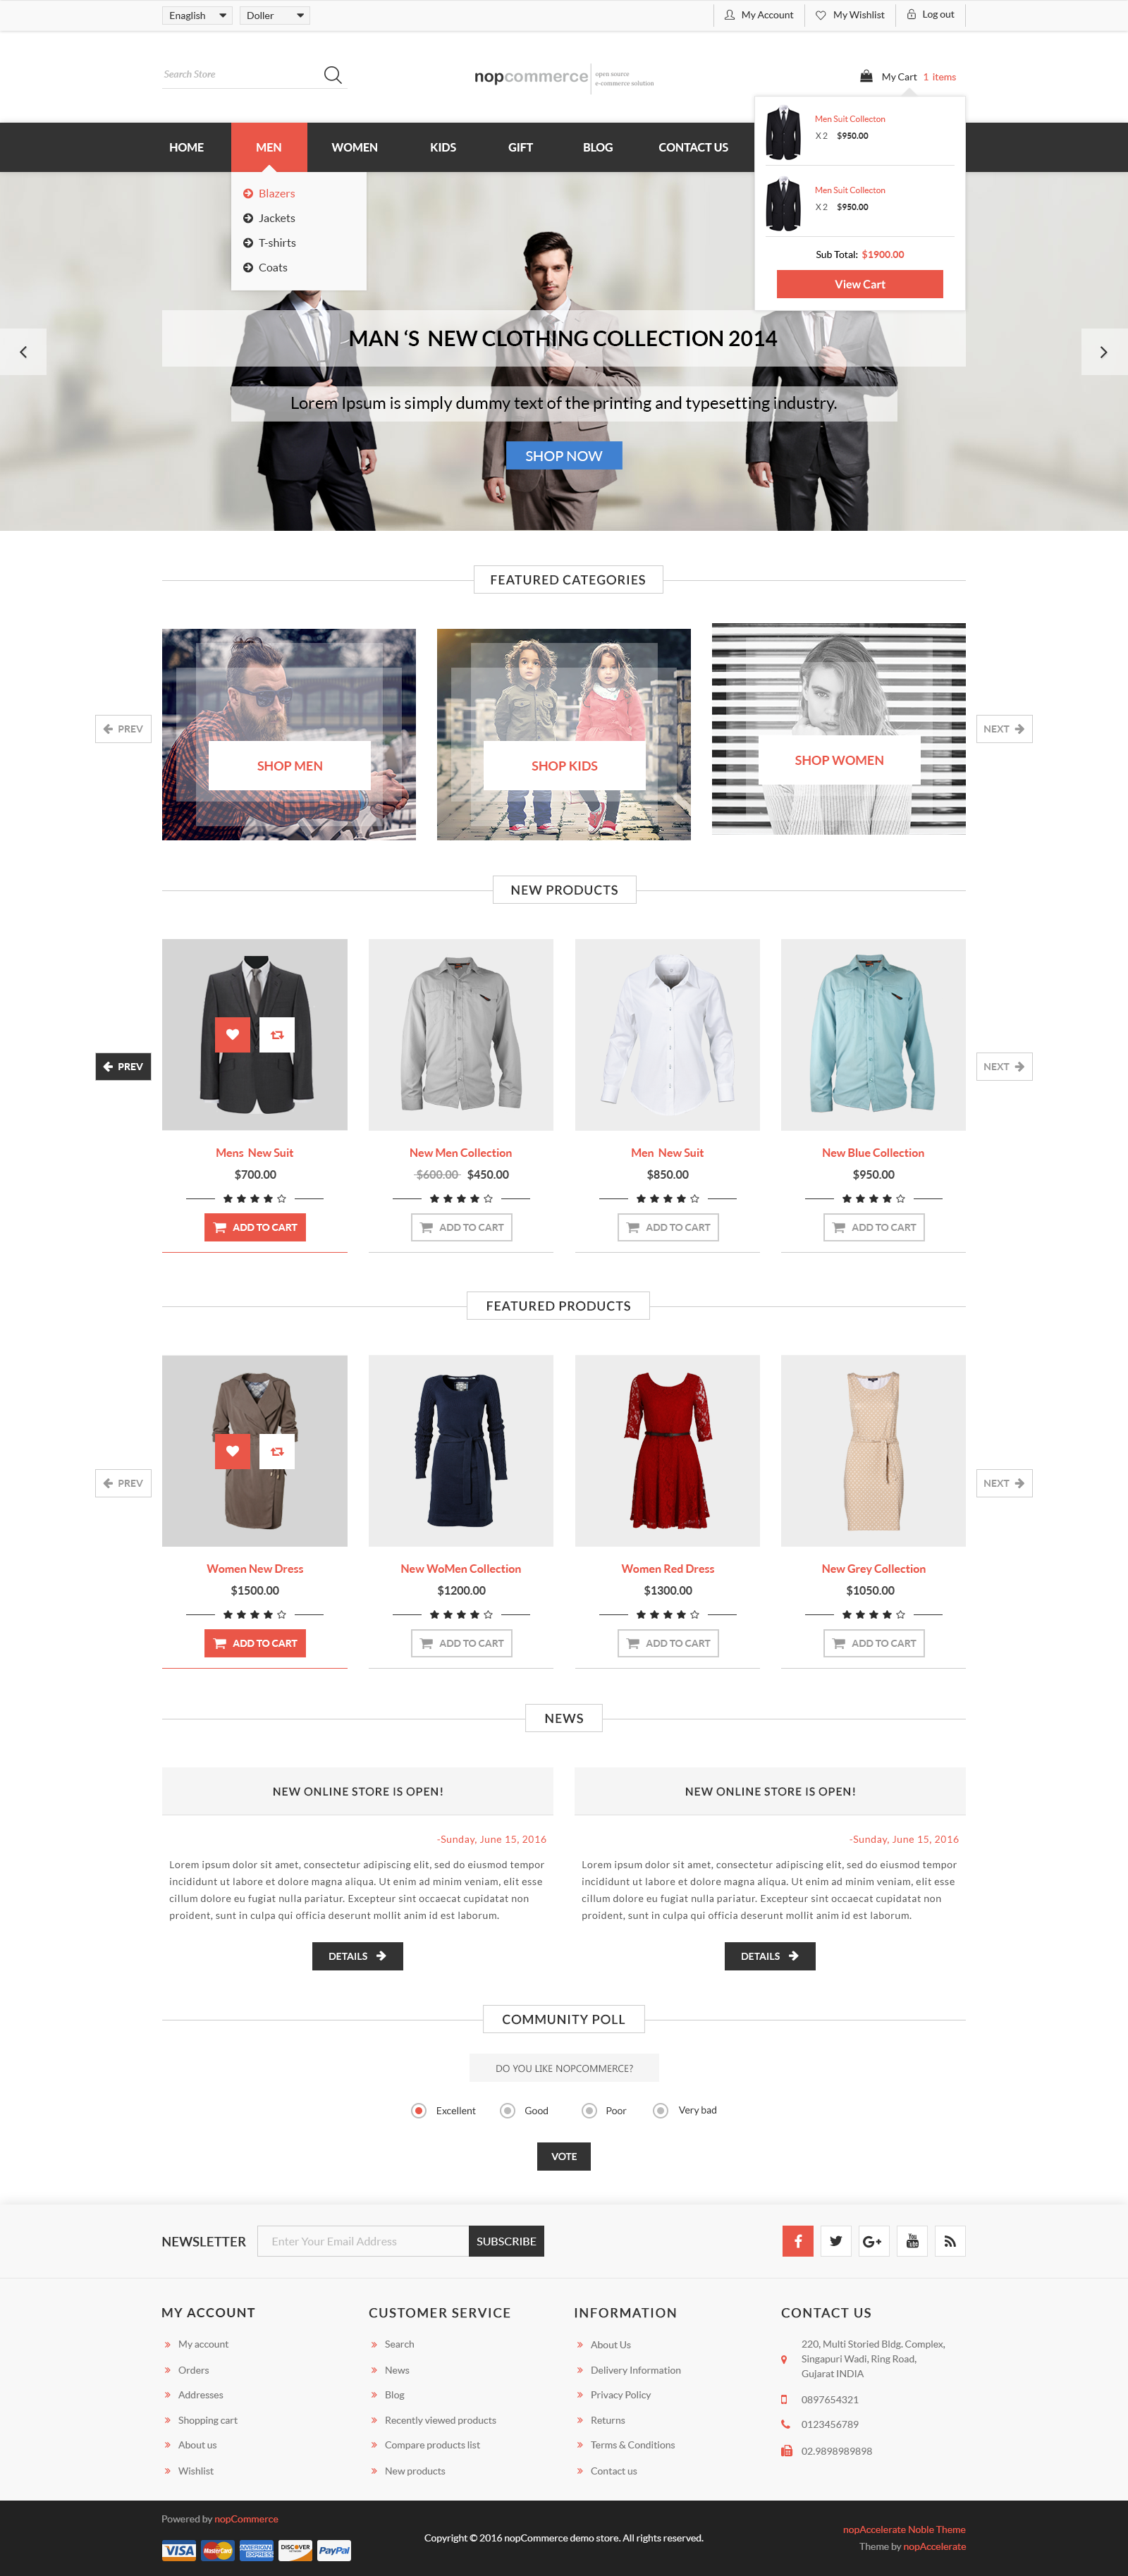 Enaglish Doller My Account My Wishlist Log out
Search Store
nopcommerce open source
e-commerce solution
My Cart 1 items
HOME MEN WOMEN KIDS GIFT BLOG CONTACT US
Blazers
Jackets
T-shirts
Coats
Men Suit Collecton
X 2 $950.00
Men Suit Collecton
X 2 $950.00
Sub Total: $1900.00
View Cart
MAN ‘S NEW CLOTHING COLLECTION 2014
Lorem Ipsum is simply dummy text of the printing and typesetting industry.
SHOP NOW
FEATURED CATEGORIES
PREV
SHOP MEN
SHOP KIDS
SHOP WOMEN
NEXT
NEW PRODUCTS
PREV
NEXT
Mens New Suit New Men Collection Men New Suit New Blue Collection
$700.00 $600.00 $450.00 $850.00 $950.00
ADD TO CART ADD TO CART ADD TO CART ADD TO CART
FEATURED PRODUCTS
PREV
NEXT
Women New Dress New WoMen Collection Women Red Dress New Grey Collection
$1500.00 $1200.00 $1300.00 $1050.00
ADD TO CART ADD TO CART ADD TO CART ADD TO CART
NEWS
NEW ONLINE STORE IS OPEN!
-Sunday, June 15, 2016
Lorem ipsum dolor sit amet, consectetur adipiscing elit, sed do eiusmod tempor
incididunt ut labore et dolore magna aliqua. Ut enim ad minim veniam, elit esse
cillum dolore eu fugiat nulla pariatur. Excepteur sint occaecat cupidatat non
proident, sunt in culpa qui officia deserunt mollit anim id est laborum.
DETAILS
NEW ONLINE STORE IS OPEN!
-Sunday, June 15, 2016
Lorem ipsum dolor sit amet, consectetur adipiscing elit, sed do eiusmod tempor
incididunt ut labore et dolore magna aliqua. Ut enim ad minim veniam, elit esse
cillum dolore eu fugiat nulla pariatur. Excepteur sint occaecat cupidatat non
proident, sunt in culpa qui officia deserunt mollit anim id est laborum.
DETAILS
COMMUNITY POLL
DO YOU LIKE NOPCOMMERCE?
Excellent Good Poor Very bad
VOTE
NEWSLETTER Enter Your Email Address SUBSCRIBE
f G+ You Tube
MY ACCOUNT
My account
Orders
Addresses
Shopping cart
About us
Wishlist
CUSTOMER SERVICE
Search
News
Blog
Recently viewed products
Compare products list
New products
INFORMATION
About Us
Delivery Information
Privacy Policy
Returns
Terms & Conditions
Contact us
CONTACT US
220, Multi Storied Bldg. Complex,
Singapuri Wadi, Ring Road,
Gujarat INDIA
0897654321
0123456789
02.9898989898
Powered by nopCommerce
VISA MasterCard AMERICAN EXPRESS DISCOVER PayPal
Copyright © 2016 nopCommerce demo store. All rights reserved.
nopAccelerate Noble Theme
Theme by nopAccelerate